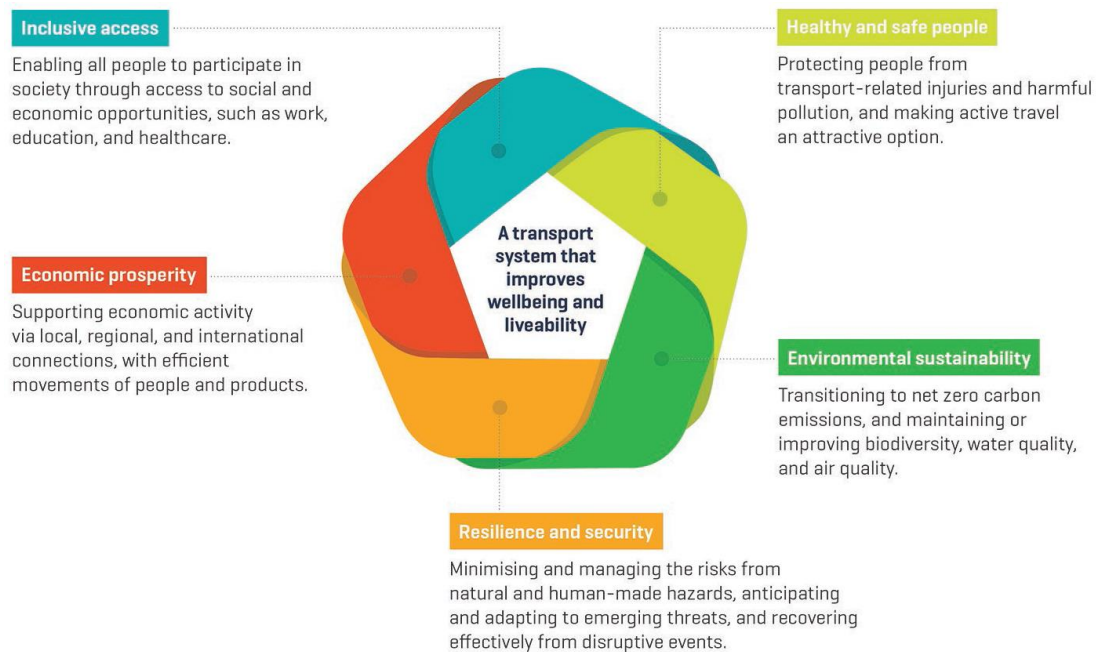 Inclusive access
Enabling all people to participate in
society through access to social and
economic opportunities, such as work,
education, and healthcare.
Healthy and safe people
Protecting people from
transport-related injuries and harmful
pollution, and making active travel
an attractive option.
A transport
system that
improves
wellbeing and
liveability
Economic prosperity
Supporting economic activity
via local, regional, and international
connections, with efficient
movements of people and products.
Environmental sustainability
Transitioning to net zero carbon
emissions, and maintaining or
improving biodiversity, water quality,
and air quality.
Resilience and security
Minimising and managing the risks from
natural and human-made hazards, anticipating
and adapting to emerging threats, and recovering
effectively from disruptive events.